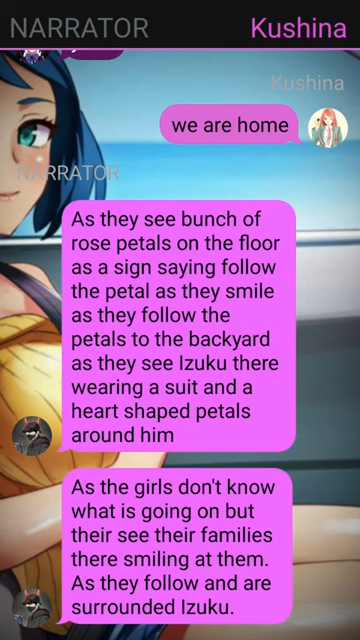 NARRATOR Kushina
Kushina
we are home
NARRATOR
As they see bunch of
rose petals on the floor
as a sign saying follow
the petal as they smile
as they follow the
petals to the backyard
as they see Izuku there
wearing a suit and a
heart shaped petals
around him
As the girls don't know
what is going on but
their see their families
there smiling at them.
As they follow and are
surrounded Izuku.